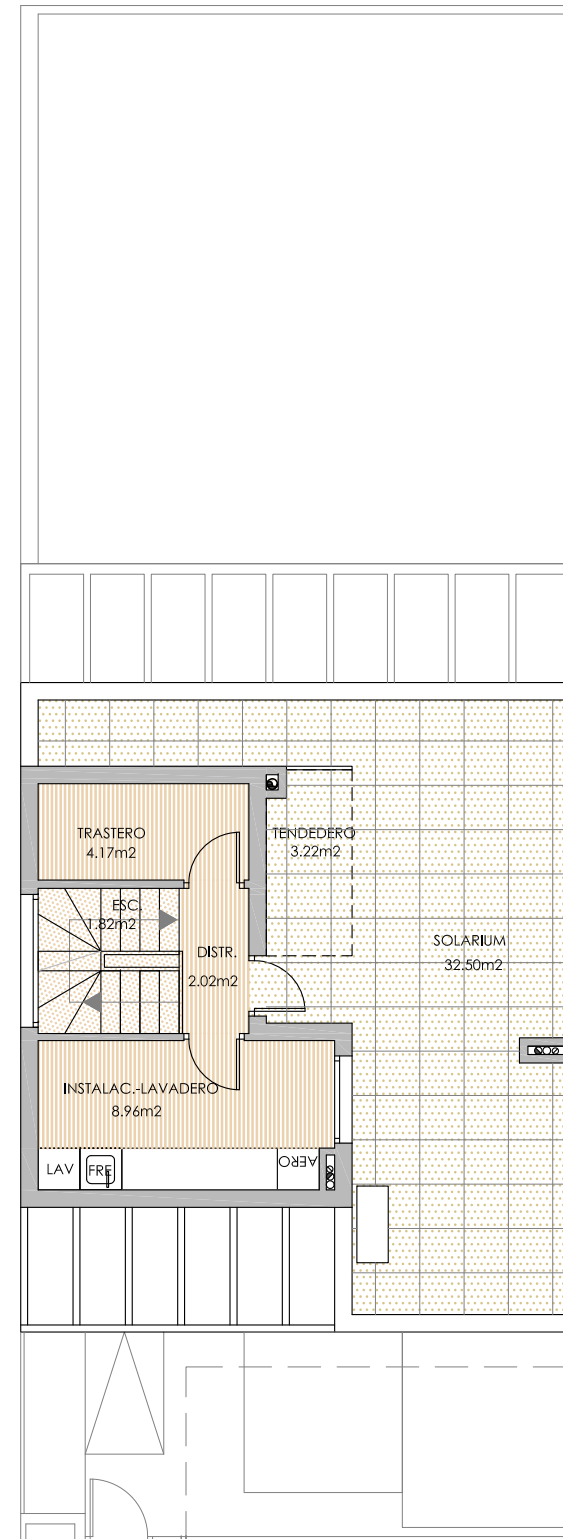 TRASTERO
4.17m2
TENDEDERO
3.22m2
ESC.
1.82m2
DISTR.
2.02m2
SOLARIUM
32.50m2
INSTALAC.-LAVADERO
8.96m2
LAV
FRE
AERO